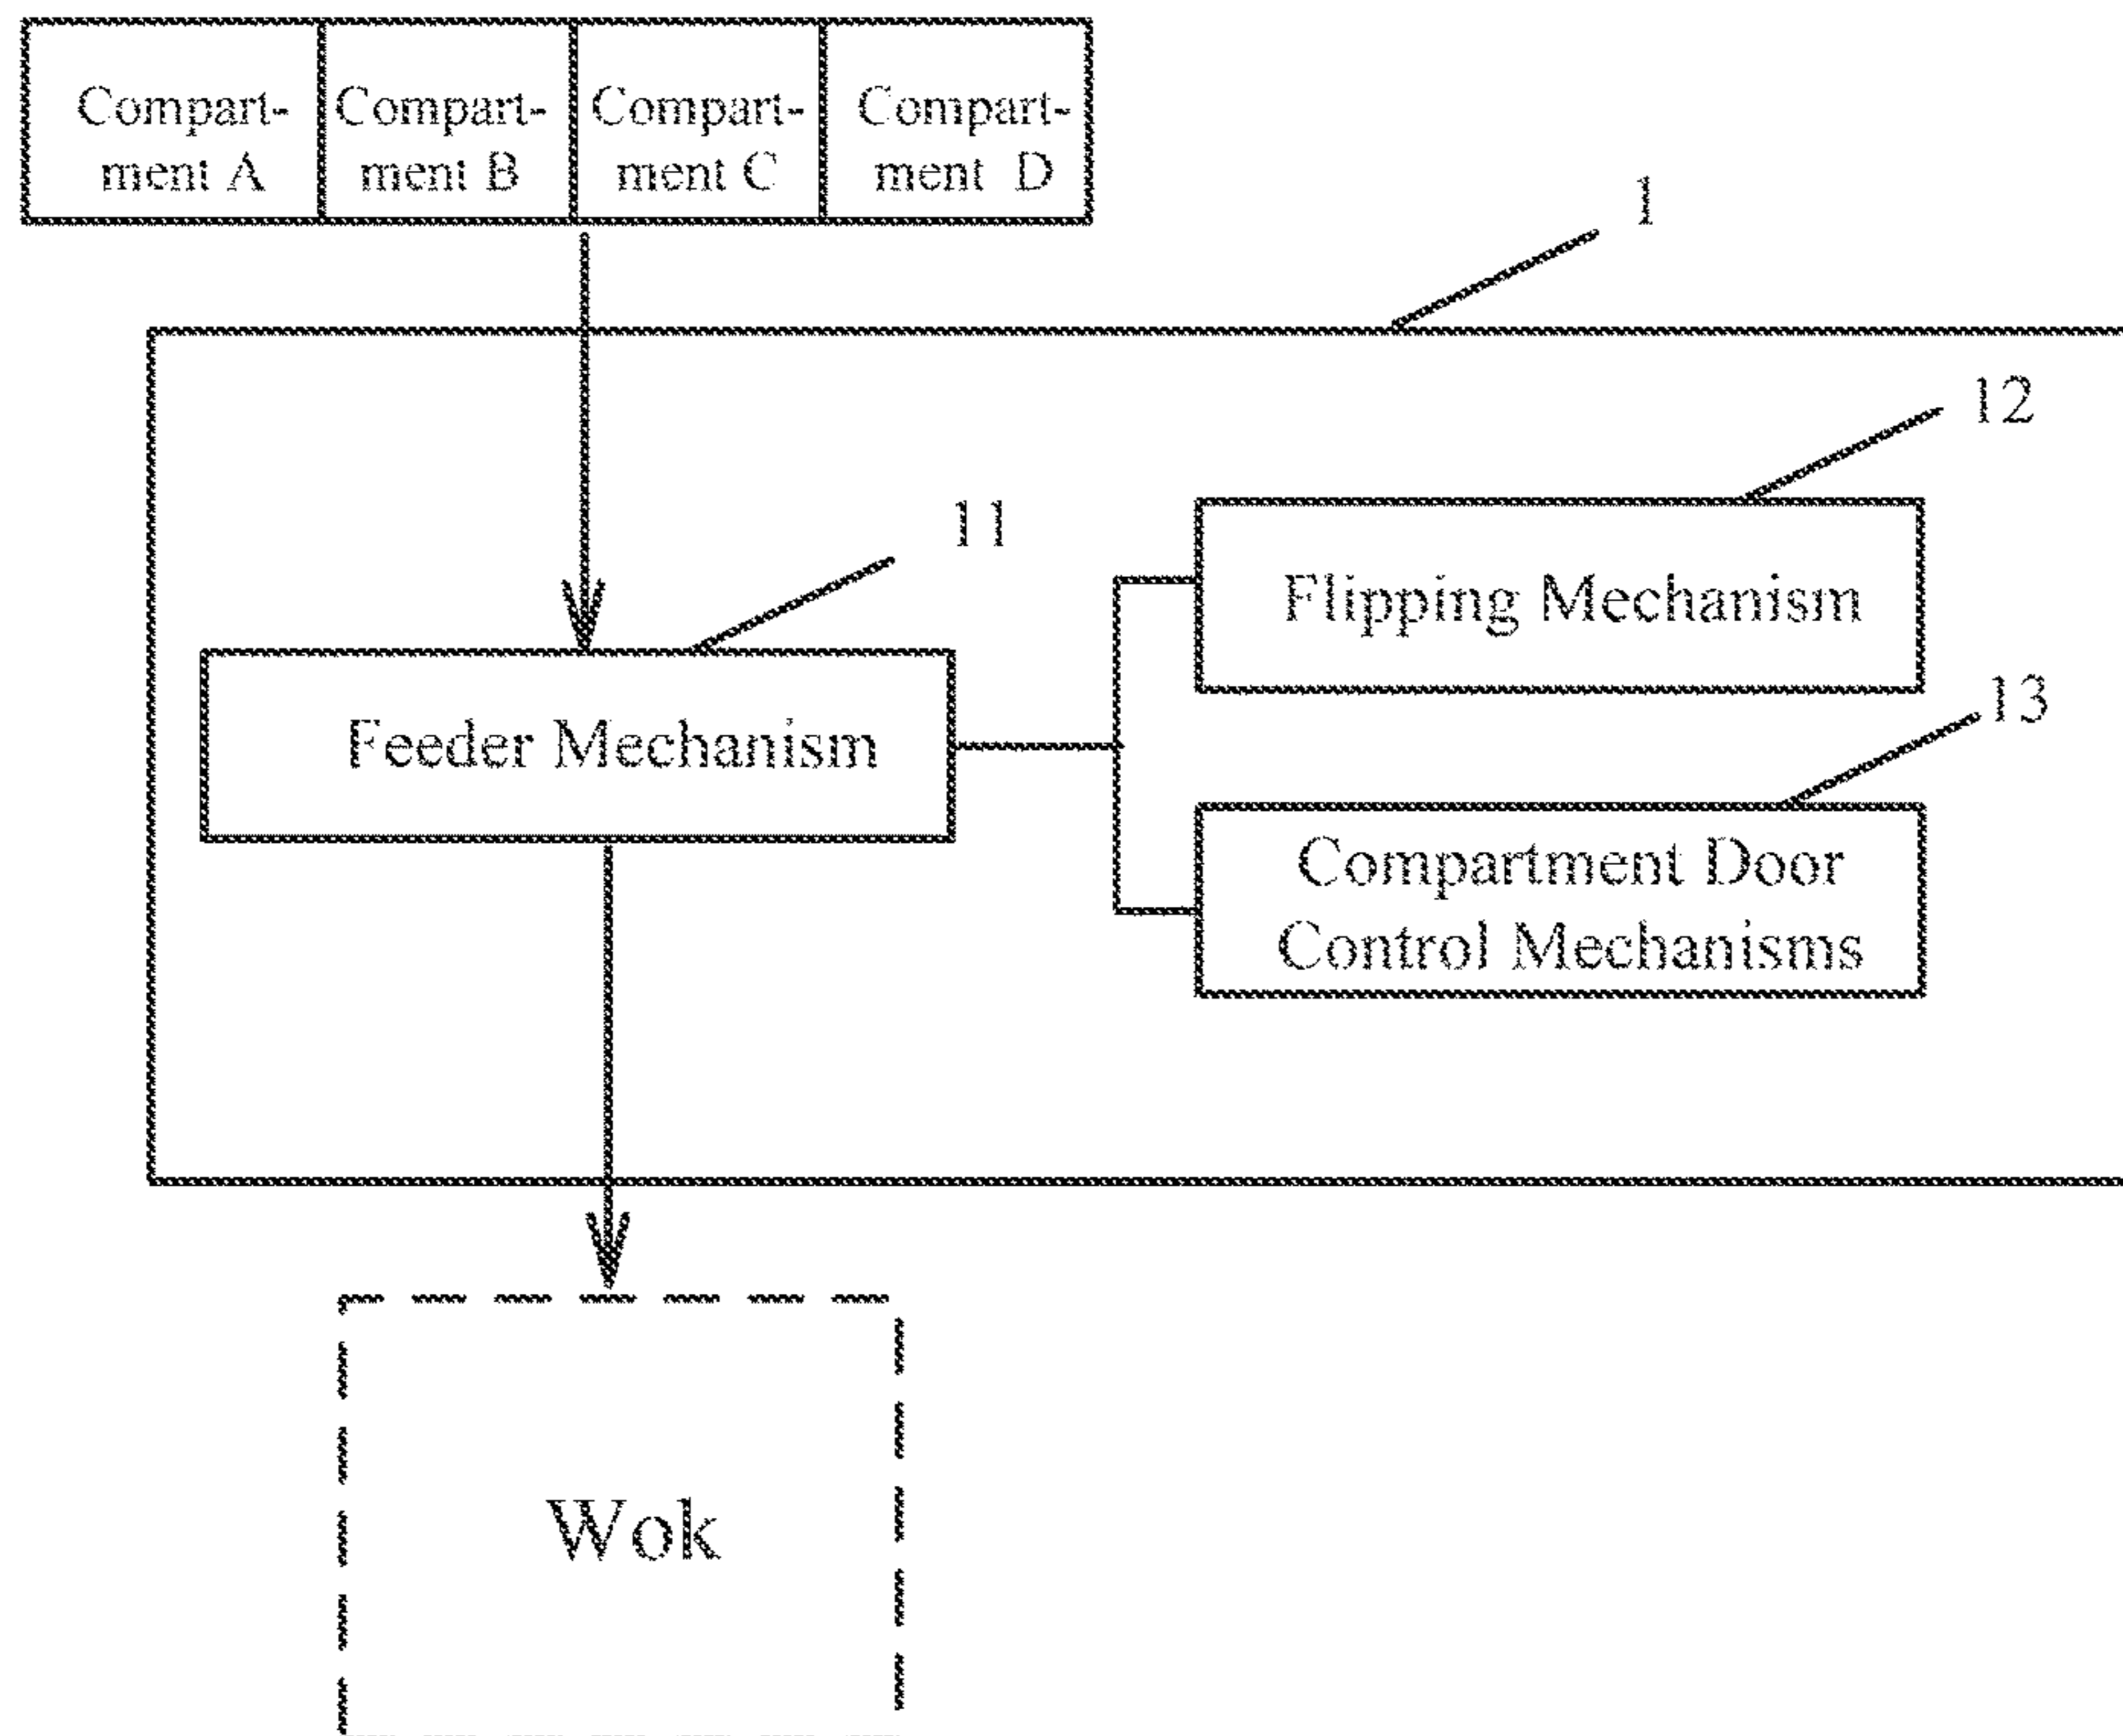 Compart-
ment A
Compart-
ment B
Compart-
ment C
Compart-
ment D
1
12
11
Flipping Mechanism
Feeder Mechanism
13
Compartment Door
Control Mechanisms
Wok